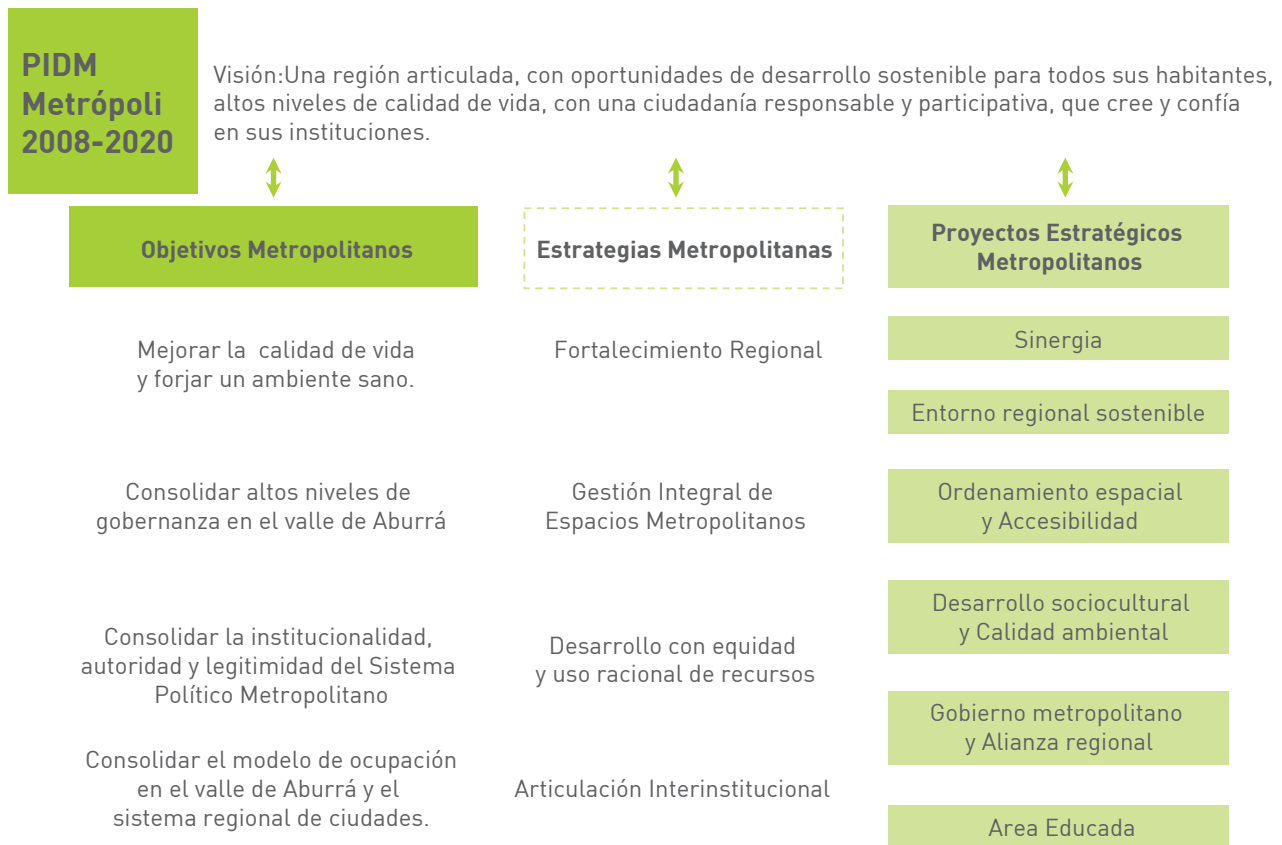 PIDM
Metrópoli
2008-2020
Visión:Una región articulada, con oportunidades de desarrollo sostenible para todos sus habitantes,
altos niveles de calidad de vida, con una ciudadanía responsable y participativa, que cree y confía
en sus instituciones.
Objetivos Metropolitanos
Mejorar la calidad de vida
y forjar un ambiente sano.
Consolidar altos niveles de
gobernanza en el valle de Aburrá
Consolidar la institucionalidad,
autoridad y legitimidad del Sistema
Político Metropolitano
Consolidar el modelo de ocupación
en el valle de Aburrá y el
sistema regional de ciudades.
Estrategias Metropolitanas
Fortalecimiento Regional
Gestión Integral de
Espacios Metropolitanos
Desarrollo con equidad
y uso racional de recursos
Articulación Interinstitucional
Proyectos Estratégicos
Metropolitanos
Sinergia
Entorno regional sostenible
Ordenamiento espacial
y Accesibilidad
Desarrollo sociocultural
y Calidad ambiental
Gobierno metropolitano
y Alianza regional
Area Educada